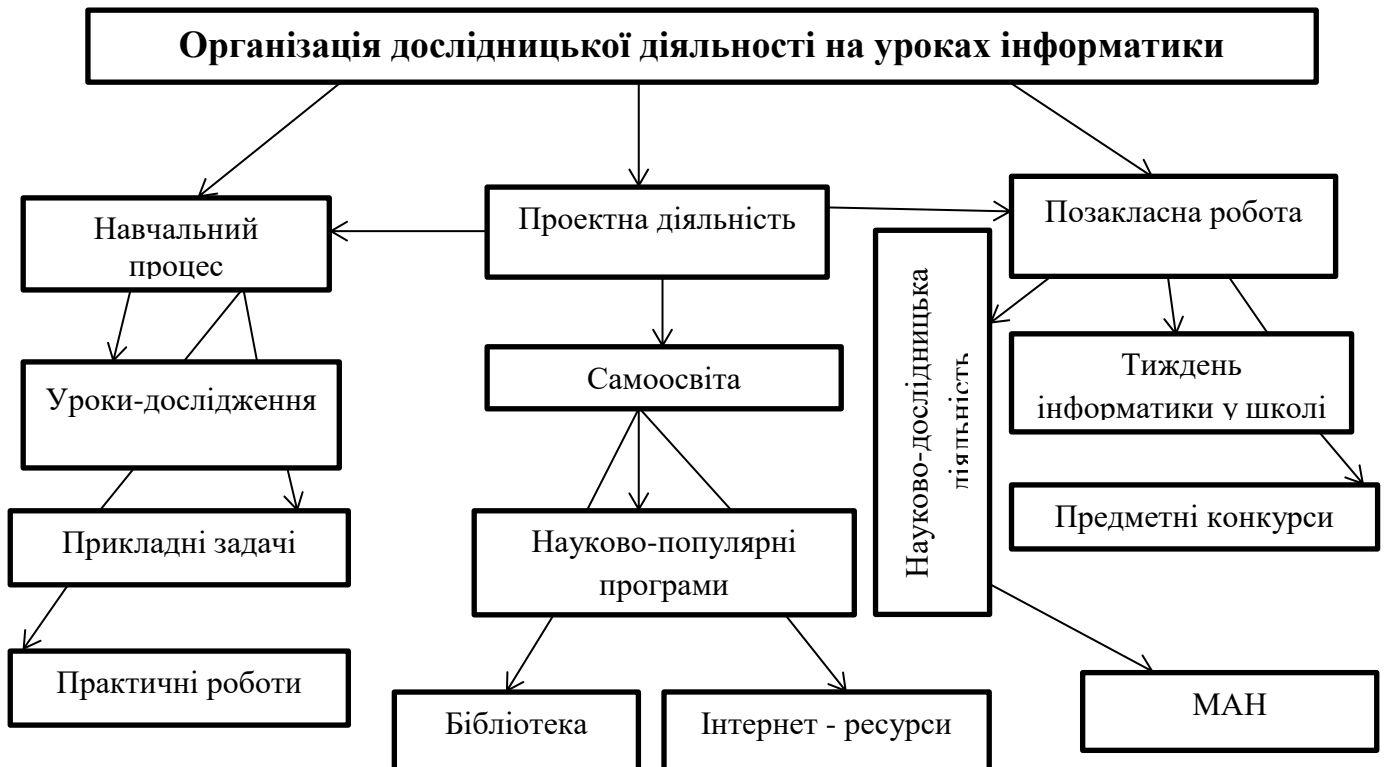 Організація дослідницької діяльності на уроках інформатики
Навчальний
процес
Проектна діяльність
Позакласна робота
Уроки-дослідження
Самоосвіта
Науково-дослідницька
діяльність
Тиждень
інформатики у школі
Прикладні задачі
Науково-популярні
програми
Предметні конкурси
Практичні роботи
Бібліотека
Інтернет - ресурси
МАН